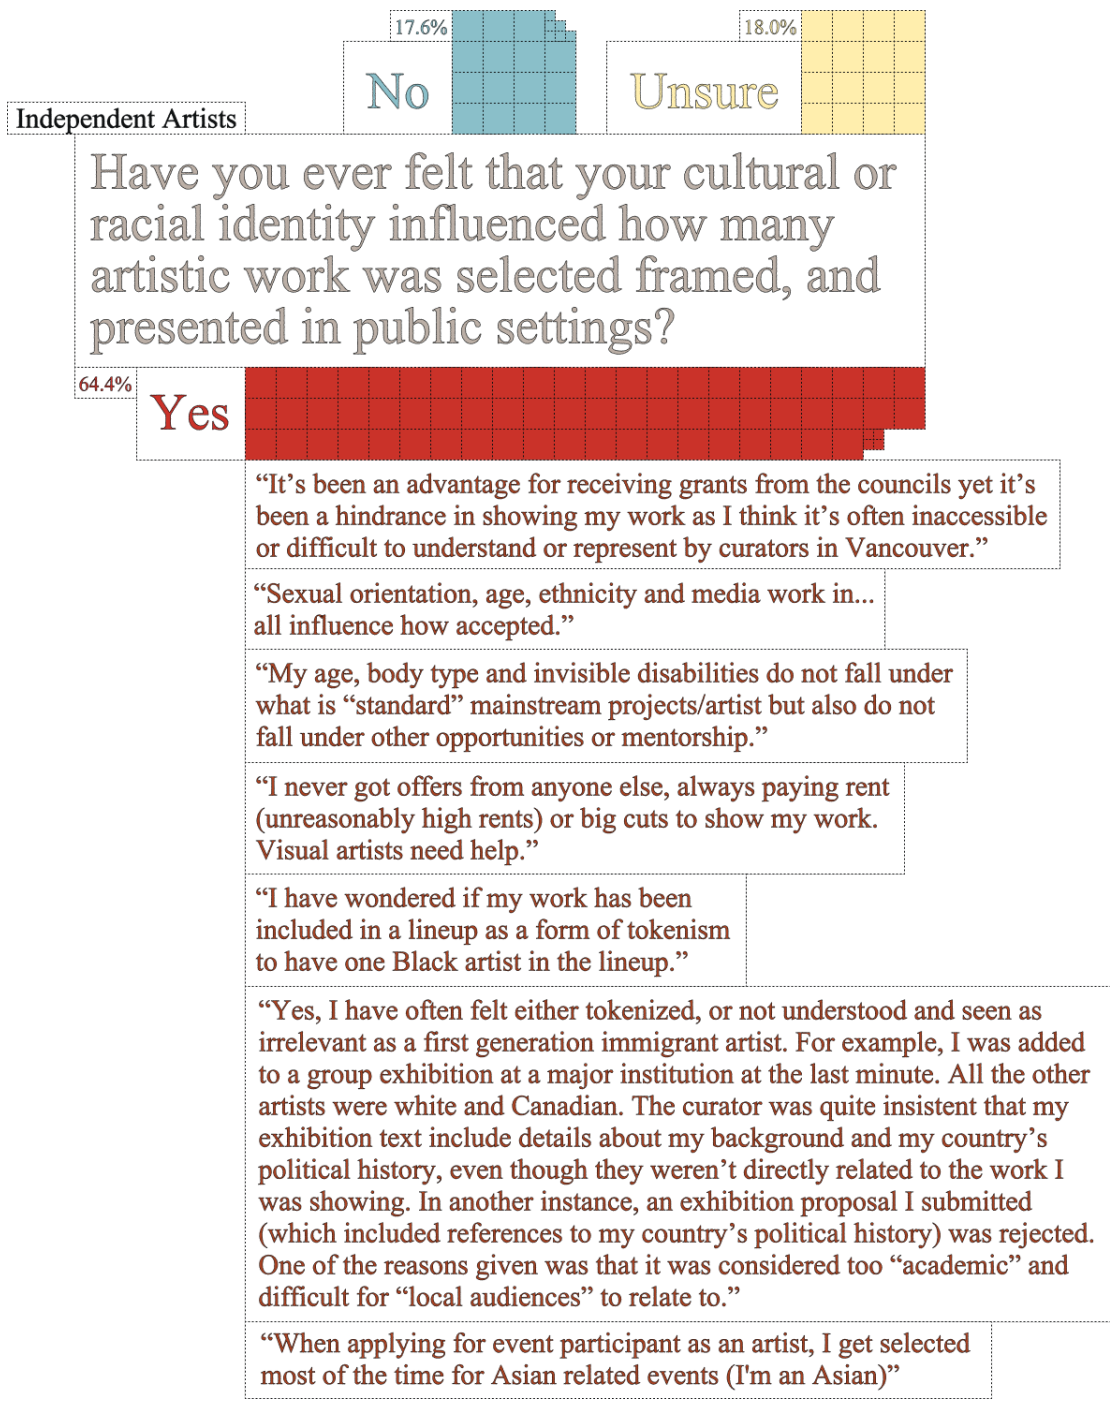 17.6%
No
18.0%
Unsure
Independent Artists
Have you ever felt that your cultural or
racial identity influenced how many
artistic work was selected framed, and
presented in public settings?
64.4%
Yes
“It’s been an advantage for receiving grants from the councils yet it’s
been a hindrance in showing my work as I think it’s often inaccessible
or difficult to understand or represent by curators in Vancouver.”
“Sexual orientation, age, ethnicity and media work in...
all influence how accepted.”
“My age, body type and invisible disabilities do not fall under
what is “standard” mainstream projects/artist but also do not
fall under other opportunities or mentorship.”
“I never got offers from anyone else, always paying rent
(unreasonably high rents) or big cuts to show my work.
Visual artists need help.”
“I have wondered if my work has been
included in a lineup as a form of tokenism
to have one Black artist in the lineup.”
“Yes, I have often felt either tokenized, or not understood and seen as
irrelevant as a first generation immigrant artist. For example, I was added
to a group exhibition at a major institution at the last minute. All the other
artists were white and Canadian. The curator was quite insistent that my
exhibition text include details about my background and my country’s
political history, even though they weren’t directly related to the work I
was showing. In another instance, an exhibition proposal I submitted
(which included references to my country’s political history) was rejected.
One of the reasons given was that it was considered too “academic” and
difficult for “local audiences” to relate to.”
“When applying for event participant as an artist, I get selected
most of the time for Asian related events (I'm an Asian)”